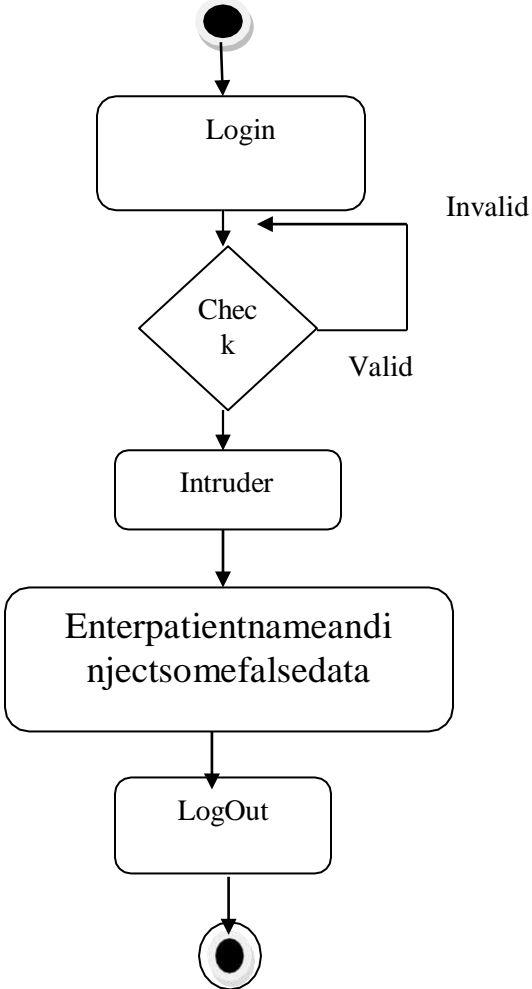 Login
Invalid
Chec
k
Valid
Intruder
Enterpatientnameandi
njectsomefalsedata
LogOut